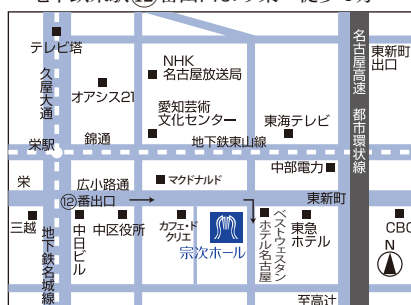 テレビ塔
NHK
名古屋放送局
名古屋高速 都市環状線
東新町
出口
久屋大通
オアシス21
愛知芸術
文化センター
東海テレビ
栄駅
錦通
地下鉄東山線
中部電力
栄
広小路通
マクドナルド
東新町
⑫番出口
三越
地下鉄名城線
中日
ビル
中区役所
カフェ・ド
クリエ
宗次ホール
ベストウェスタン
ホテル名古屋
東急
ホテル
CBC
N
至高辻